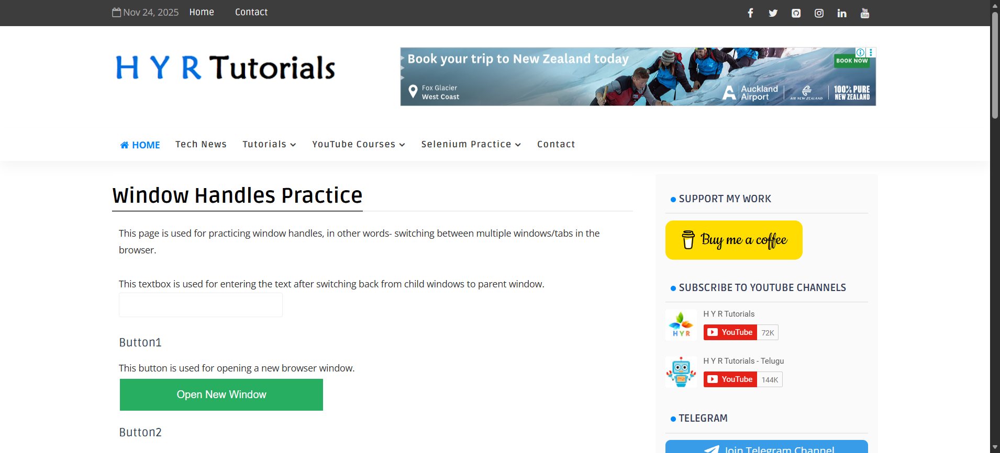 Nov 24, 2025 Home Contact
You Tube
H Y R Tutorials
Book your trip to New Zealand today
BOOK NOW
Fox Glacier
West Coast
Auckland Airport
AIR NEW ZEALAND
100% PURE NEW ZEALAND
HOME Tech News Tutorials YouTube Courses Selenium Practice Contact
Window Handles Practice
This page is used for practicing window handles, in other words- switching between multiple windows/tabs in the
browser.
This textbox is used for entering the text after switching back from child windows to parent window.
Button1
This button is used for opening a new browser window.
Open New Window
Button2
SUPPORT MY WORK
Buy me a coffee
SUBSCRIBE TO YOUTUBE CHANNELS
H Y R Tutorials
HYR
YouTube 72K
H Y R Tutorials - Telugu
YouTube 144K
TELEGRAM
Join Telegram Channel